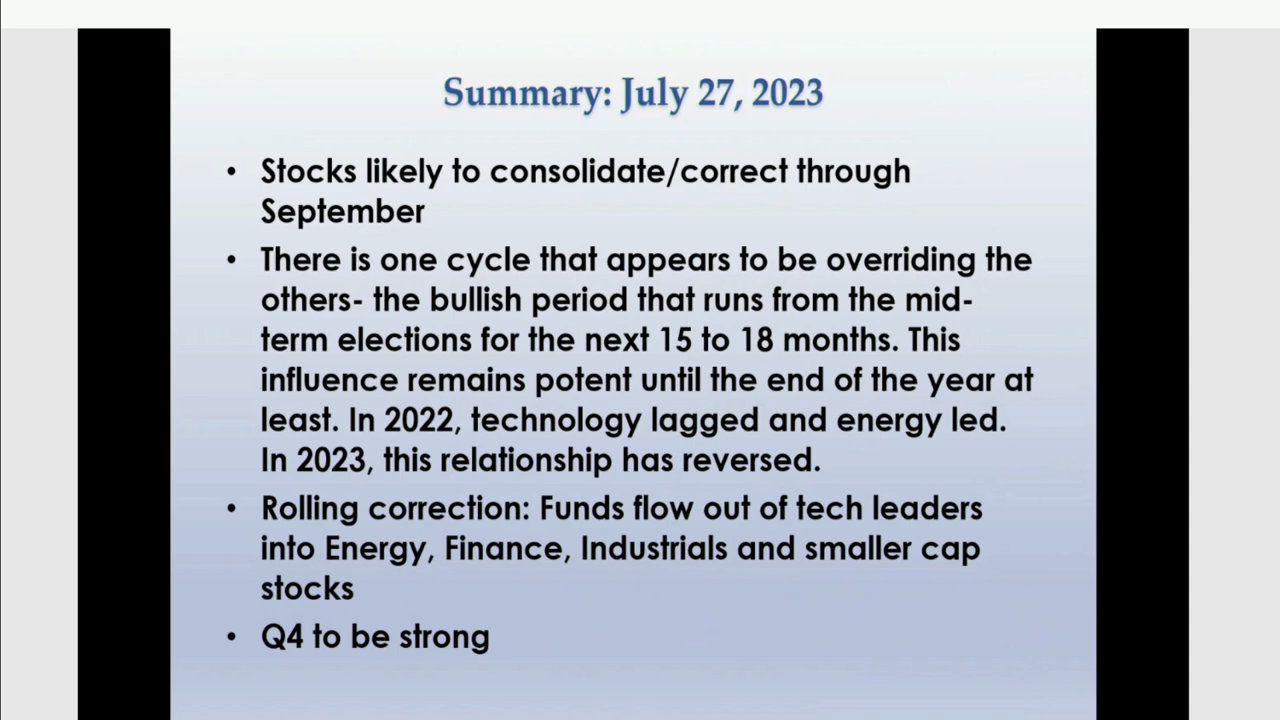 Summary: July 27, 2023
• Stocks likely to consolidate/correct through
September
• There is one cycle that appears to be overriding the
others- the bullish period that runs from the mid-
term elections for the next 15 to 18 months. This
influence remains potent until the end of the year at
least. In 2022, technology lagged and energy led.
In 2023, this relationship has reversed.
• Rolling correction: Funds flow out of tech leaders
into Energy, Finance, Industrials and smaller cap
stocks
• Q4 to be strong